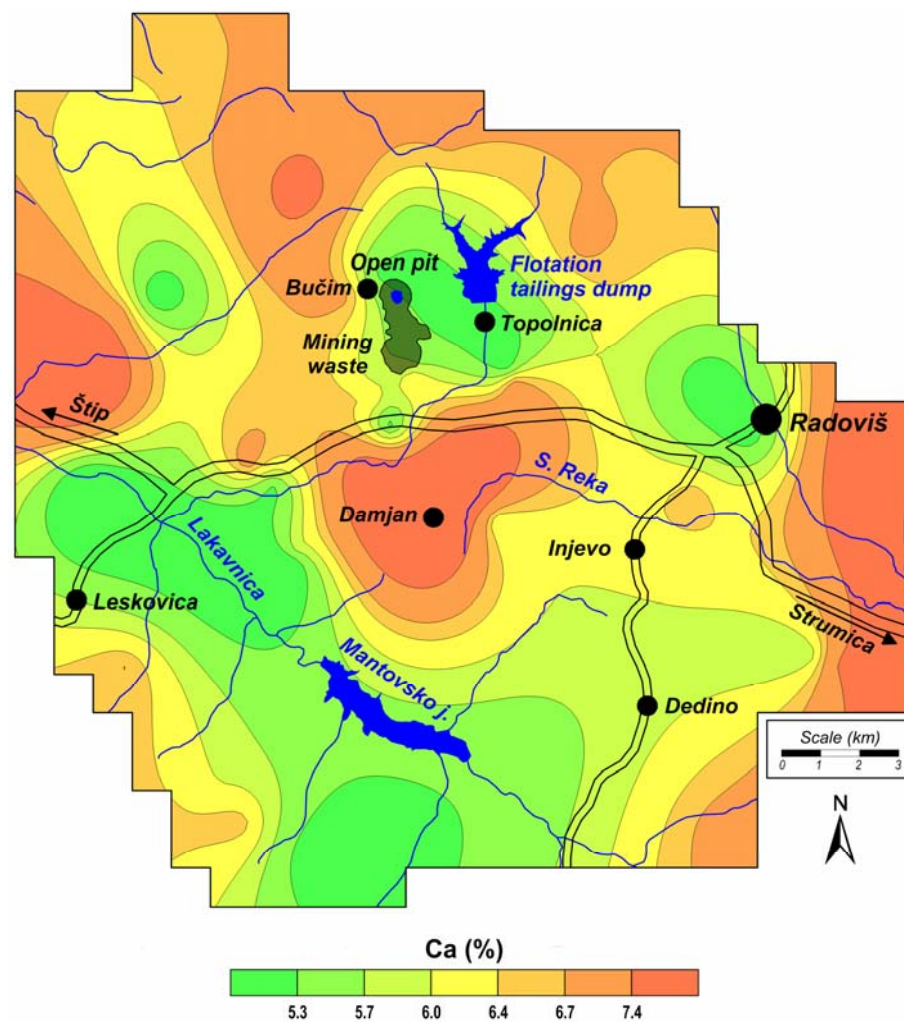 Open pit
Bučim
Flotation
tailings dump
Topolnica
Mining
waste
Štip
Radoviš
S. Reka
Damjan
Lakavnica
Injevo
Leskovica
Strumica
Mantovsko j.
Dedino
Scale (km)
0 1 2 3
N
Ca (%)
5.3 5.7 6.0 6.4 6.7 7.4